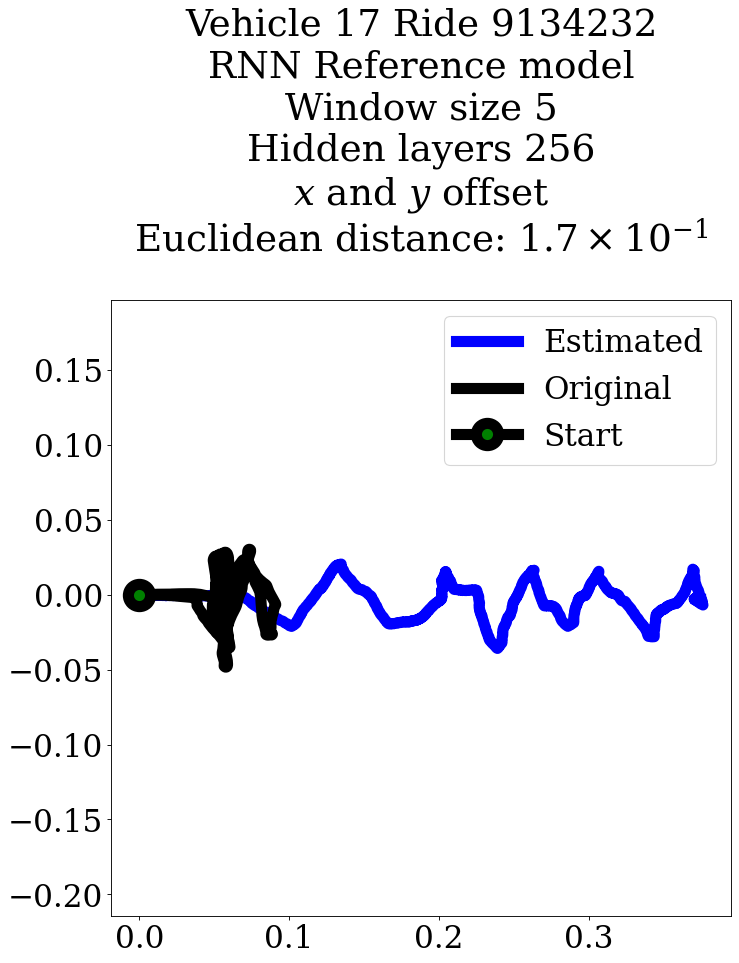 Vehicle 17 Ride 9134232
RNN Reference model
Window size 5
Hidden layers 256
x and y offset
Euclidean distance: 1.7 × 10⁻¹
Estimated
Original
Start
0.15
0.10
0.05
0.00
−0.05
−0.10
−0.15
−0.20
0.0 0.1 0.2 0.3